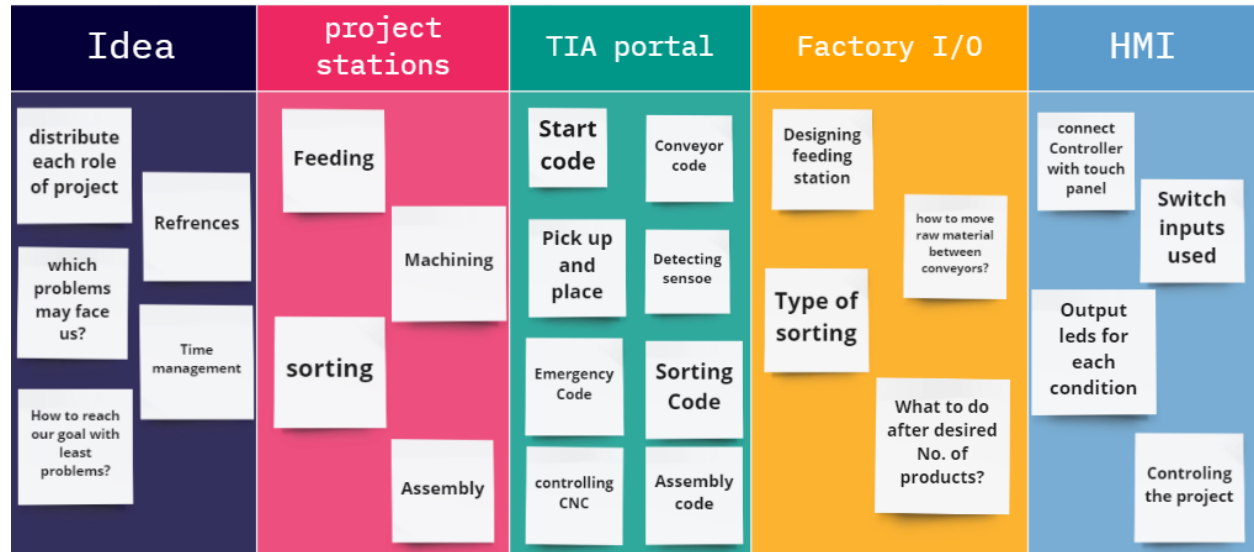 Idea
project
stations
TIA portal
Factory I/O
HMI
distribute
each role
of project
Refrences
which
problems
may face
us?
Time
management
How to reach
our goal with
least
problems?
Feeding
Machining
sorting
Assembly
Start
code
Conveyor
code
Pick up
and
place
Detecting
sensoe
Emergency
Code
Sorting
Code
controlling
CNC
Assembly
code
Designing
feeding
station
how to move
raw material
between
conveyors?
Type of
sorting
What to do
after desired
No. of
products?
connect
Controller
with touch
panel
Switch
inputs
used
Output
leds for
each
condition
Controling
the project